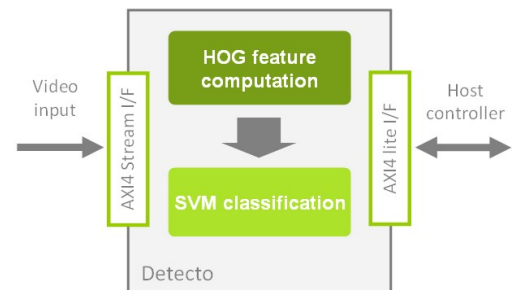 HOG feature
computation
Video
input
AXI4 Stream I/F
AXI4 lite I/F
Host
controller
SVM classification
Detecto